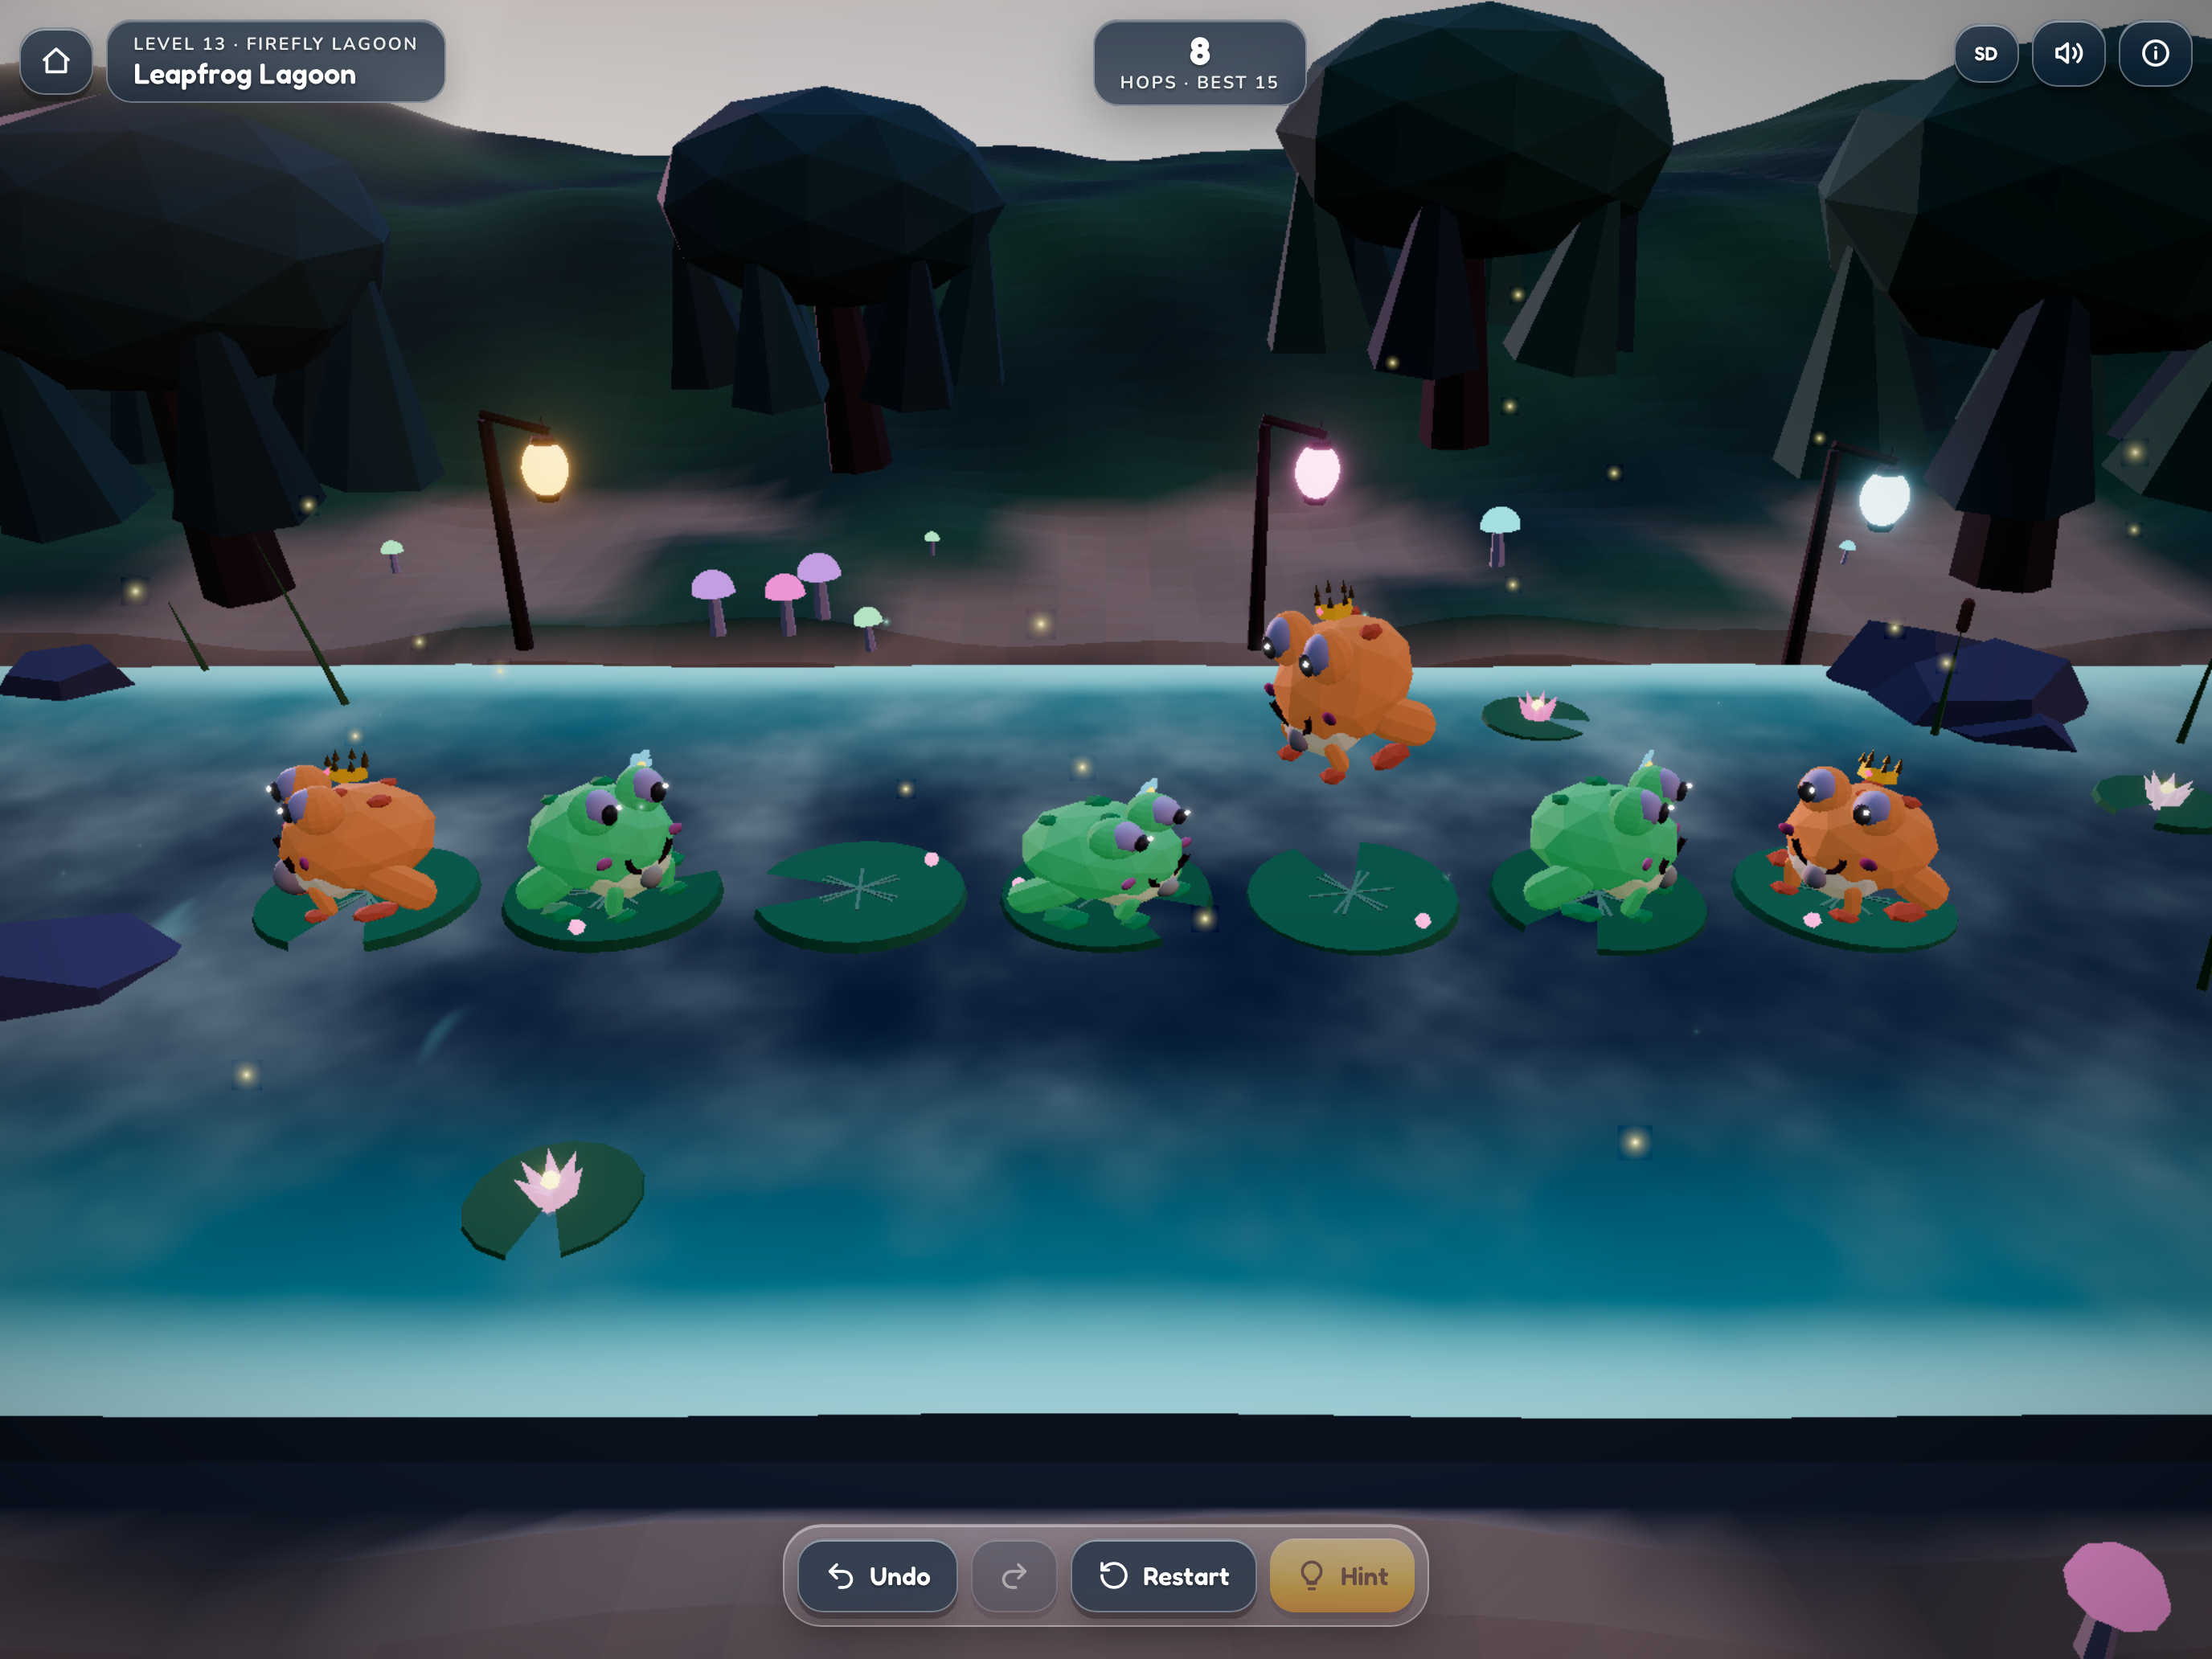 LEVEL 13 · FIREFLY LAGOON
Leapfrog Lagoon
8
HOPS · BEST 15
SD
Undo
Restart
Hint